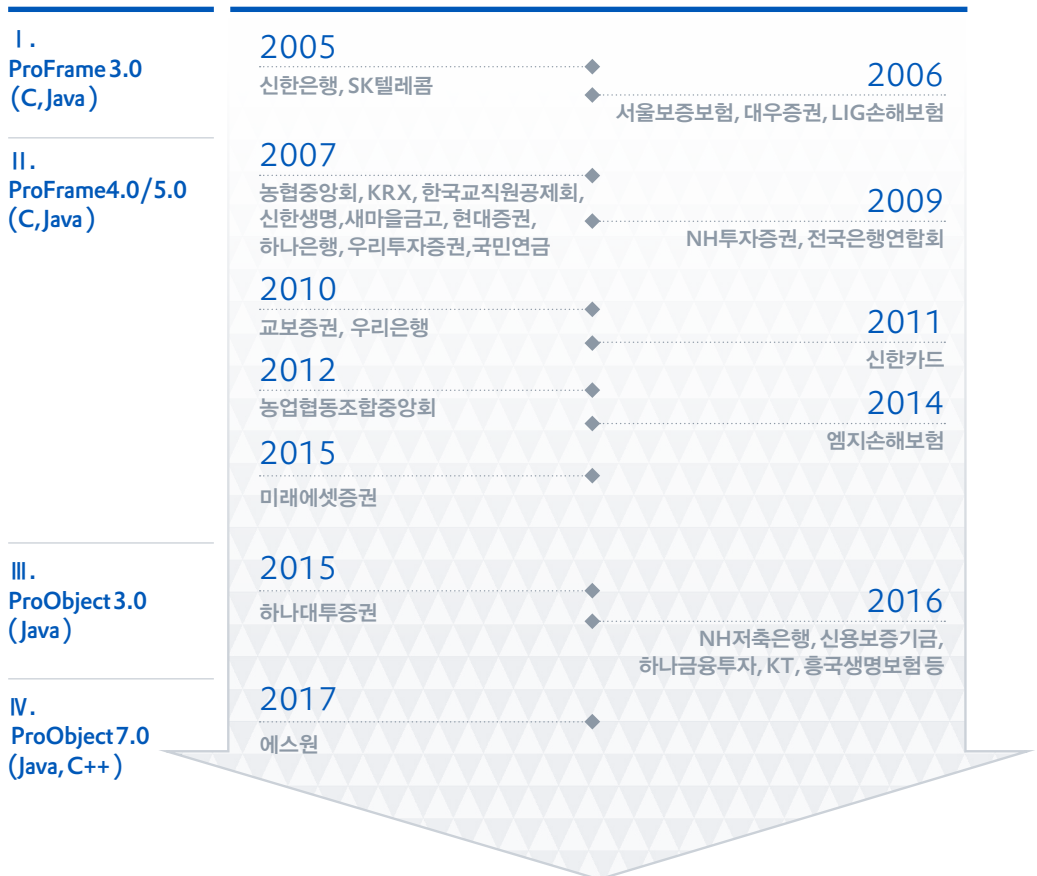 Ⅰ.
ProFrame 3.0
(C, Java)
2005
신한은행, SK텔레콤
2006
서울보증보험, 대우증권, LIG손해보험
Ⅱ.
ProFrame4.0/5.0
(C, Java)
2007
농협중앙회, KRX, 한국교직원공제회,
신한생명,새마을금고, 현대증권,
하나은행, 우리투자증권,국민연금
2009
NH투자증권, 전국은행연합회
2010
교보증권, 우리은행
2011
신한카드
2012
농업협동조합중앙회
2014
엠지손해보험
2015
미래에셋증권
Ⅲ.
ProObject 3.0
(Java)
2015
하나대투증권
2016
NH저축은행, 신용보증기금,
하나금융투자, KT, 흥국생명보험 등
Ⅳ.
ProObject 7.0
(Java, C++)
2017
에스원